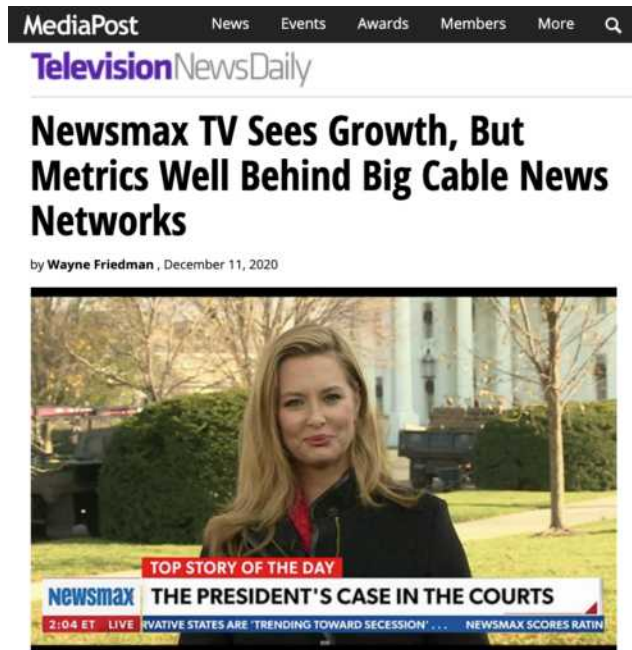 MediaPost News Events Awards Members More
TelevisionNewsDaily
Newsmax TV Sees Growth, But
Metrics Well Behind Big Cable News
Networks
by Wayne Friedman , December 11, 2020
TOP STORY OF THE DAY
Newsmax THE PRESIDENT'S CASE IN THE COURTS
2:04 ET LIVE RVATIVE STATES ARE 'TRENDING TOWARD SECESSION' . . . NEWSMAX SCORES RATIN